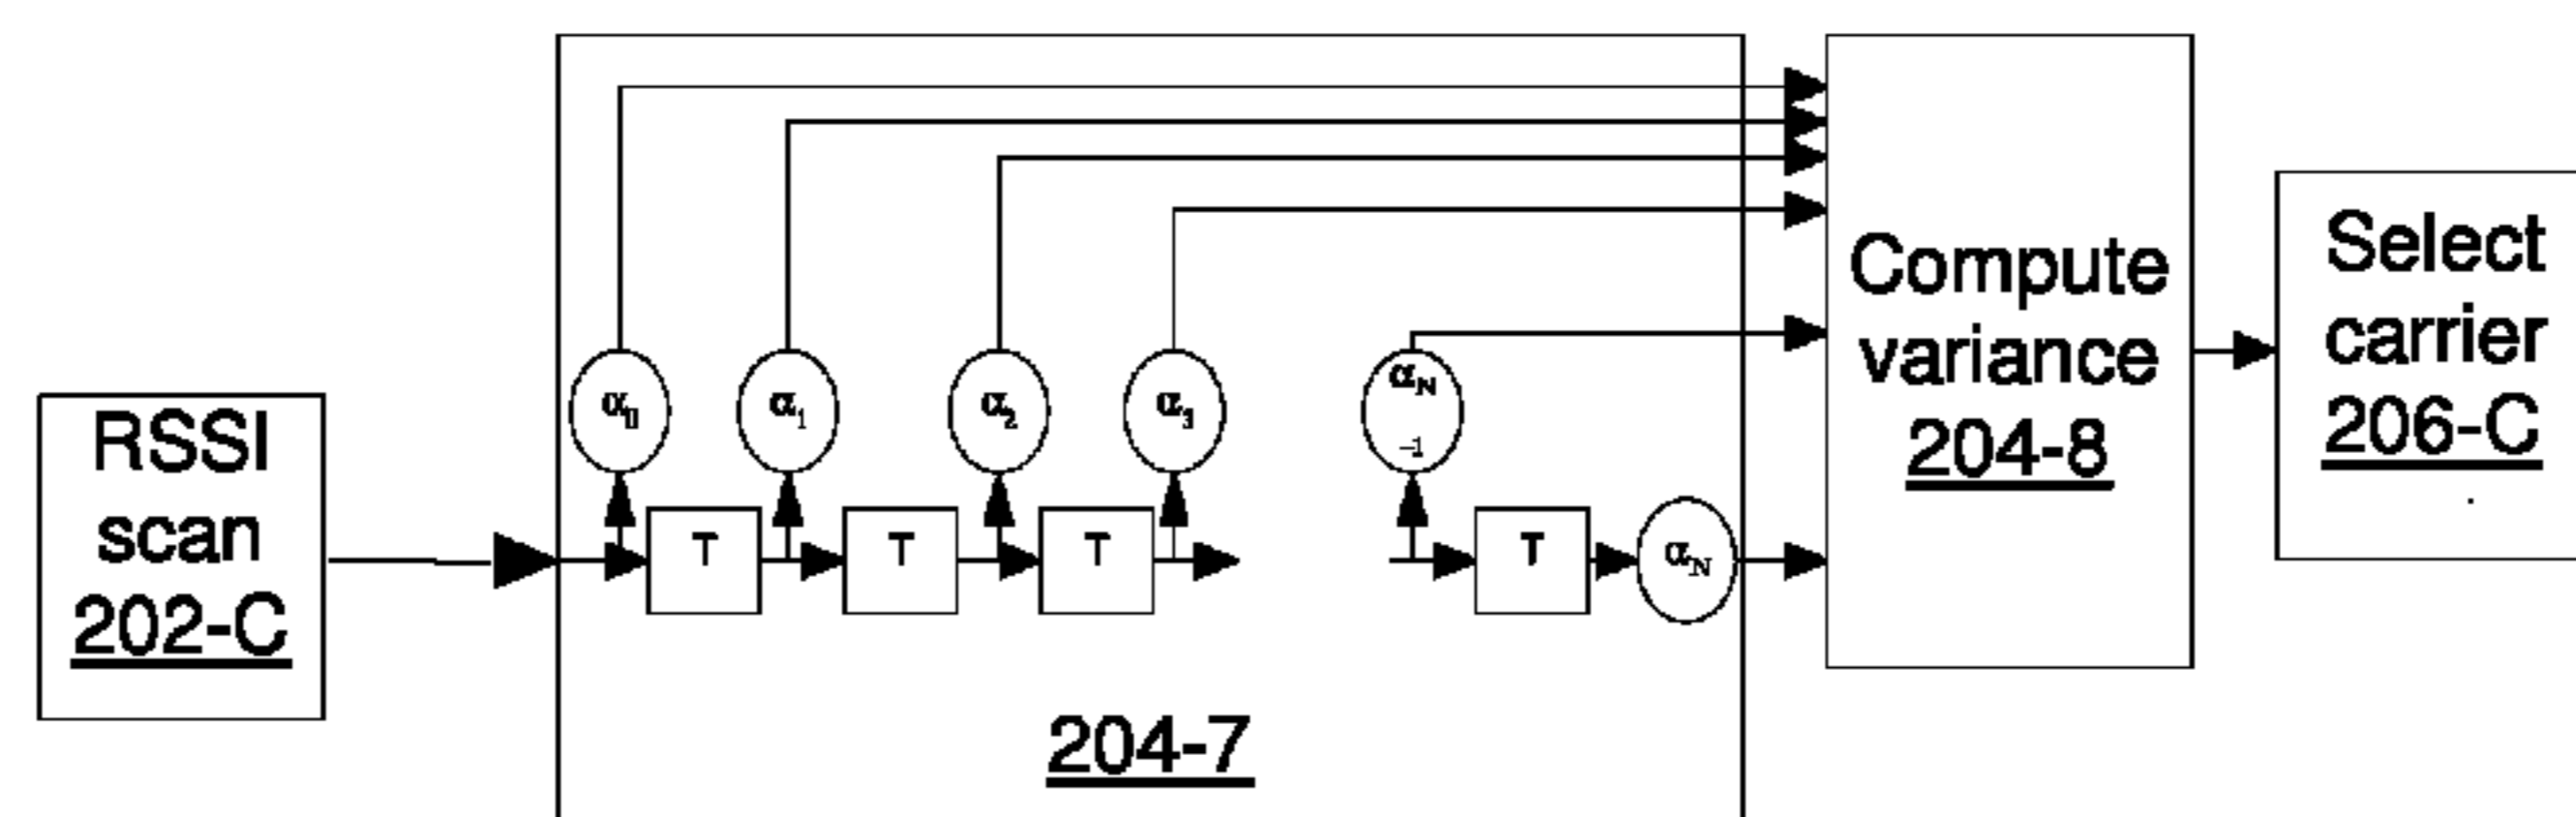 RSSI
scan
202-C
α0
α1
α2
α3
αN
-1
T
T
T
T
αN
204-7
Compute
variance
204-8
Select
carrier
206-C